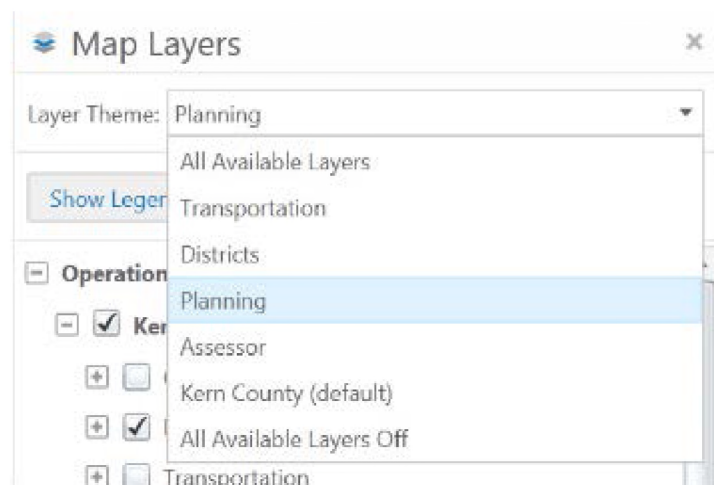 Map Layers
Layer Theme: Planning
All Available Layers
Show Legen
Transportation
Districts
Operation
Planning
Ker
Assessor
Kern County (default)
All Available Layers Off
Transportation